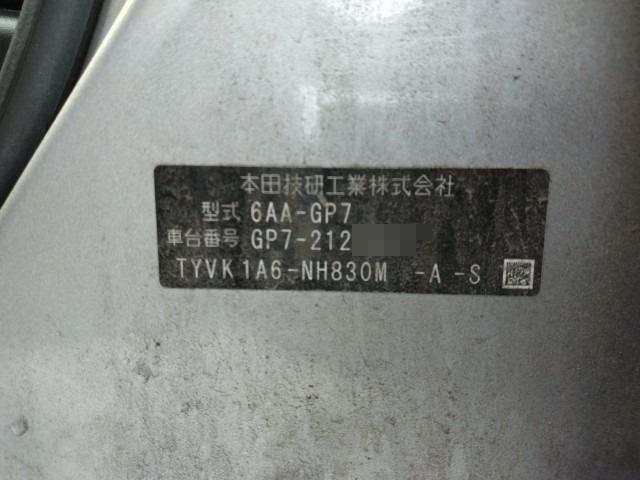 本田技研工業株式会社
型式 6AA-GP7
車台番号 GP7-212
TYVK1A6-NH830M -A -S